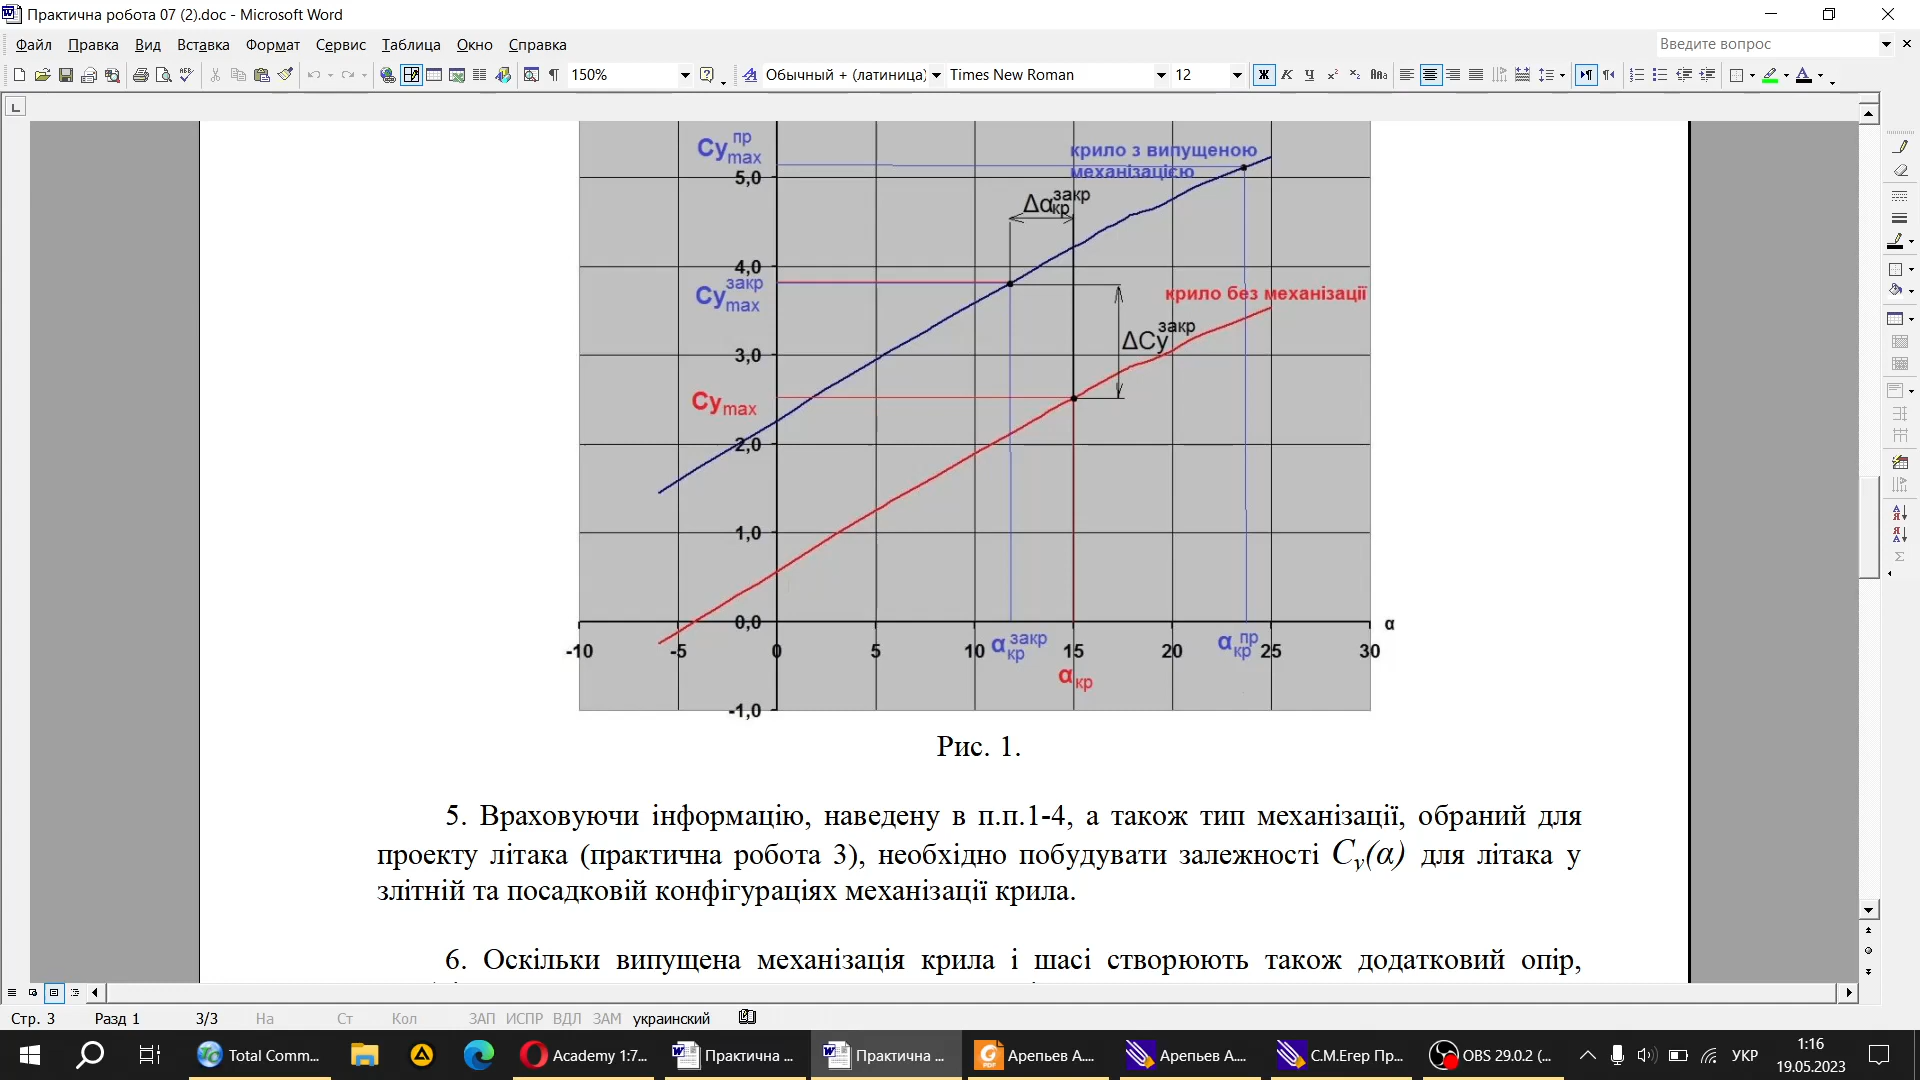 Практична робота 07 (2).doc - Microsoft Word
Файл Правка Вид Вставка Формат Сервис Таблица Окно Справка
Введите вопрос
150%
Обычный + (латиница)
Times New Roman
12
Ж К Ч
Cy max пр
5,0
крило з випущеною
механізацією
Δα кр закр
4,0
Cy max закр
крило без механізації
ΔCy закр
3,0
Cy max
2,0
1,0
0,0
α
-10 -5 0 5 10 α кр закр 15 20 α кр пр 25 30
α кр
-1,0
Рис. 1.
5. Враховуючи інформацію, наведену в п.п.1-4, а також тип механізації, обраний для
проекту літака (практична робота 3), необхідно побудувати залежності Cy(α) для літака у
злітній та посадковій конфігураціях механізації крила.
6. Оскільки випущена механізація крила і шасі створюють також додатковий опір,
Стр. 3 Разд 1 3/3 На Ст Кол ЗАП ИСПР ВДЛ ЗАМ украинский
Total Comm...
Academy 1:7...
Практична ...
Практична ...
Арепьев А....
Арепьев А....
С.М.Егер Пр...
OBS 29.0.2 (...
УКР
1:16
19.05.2023